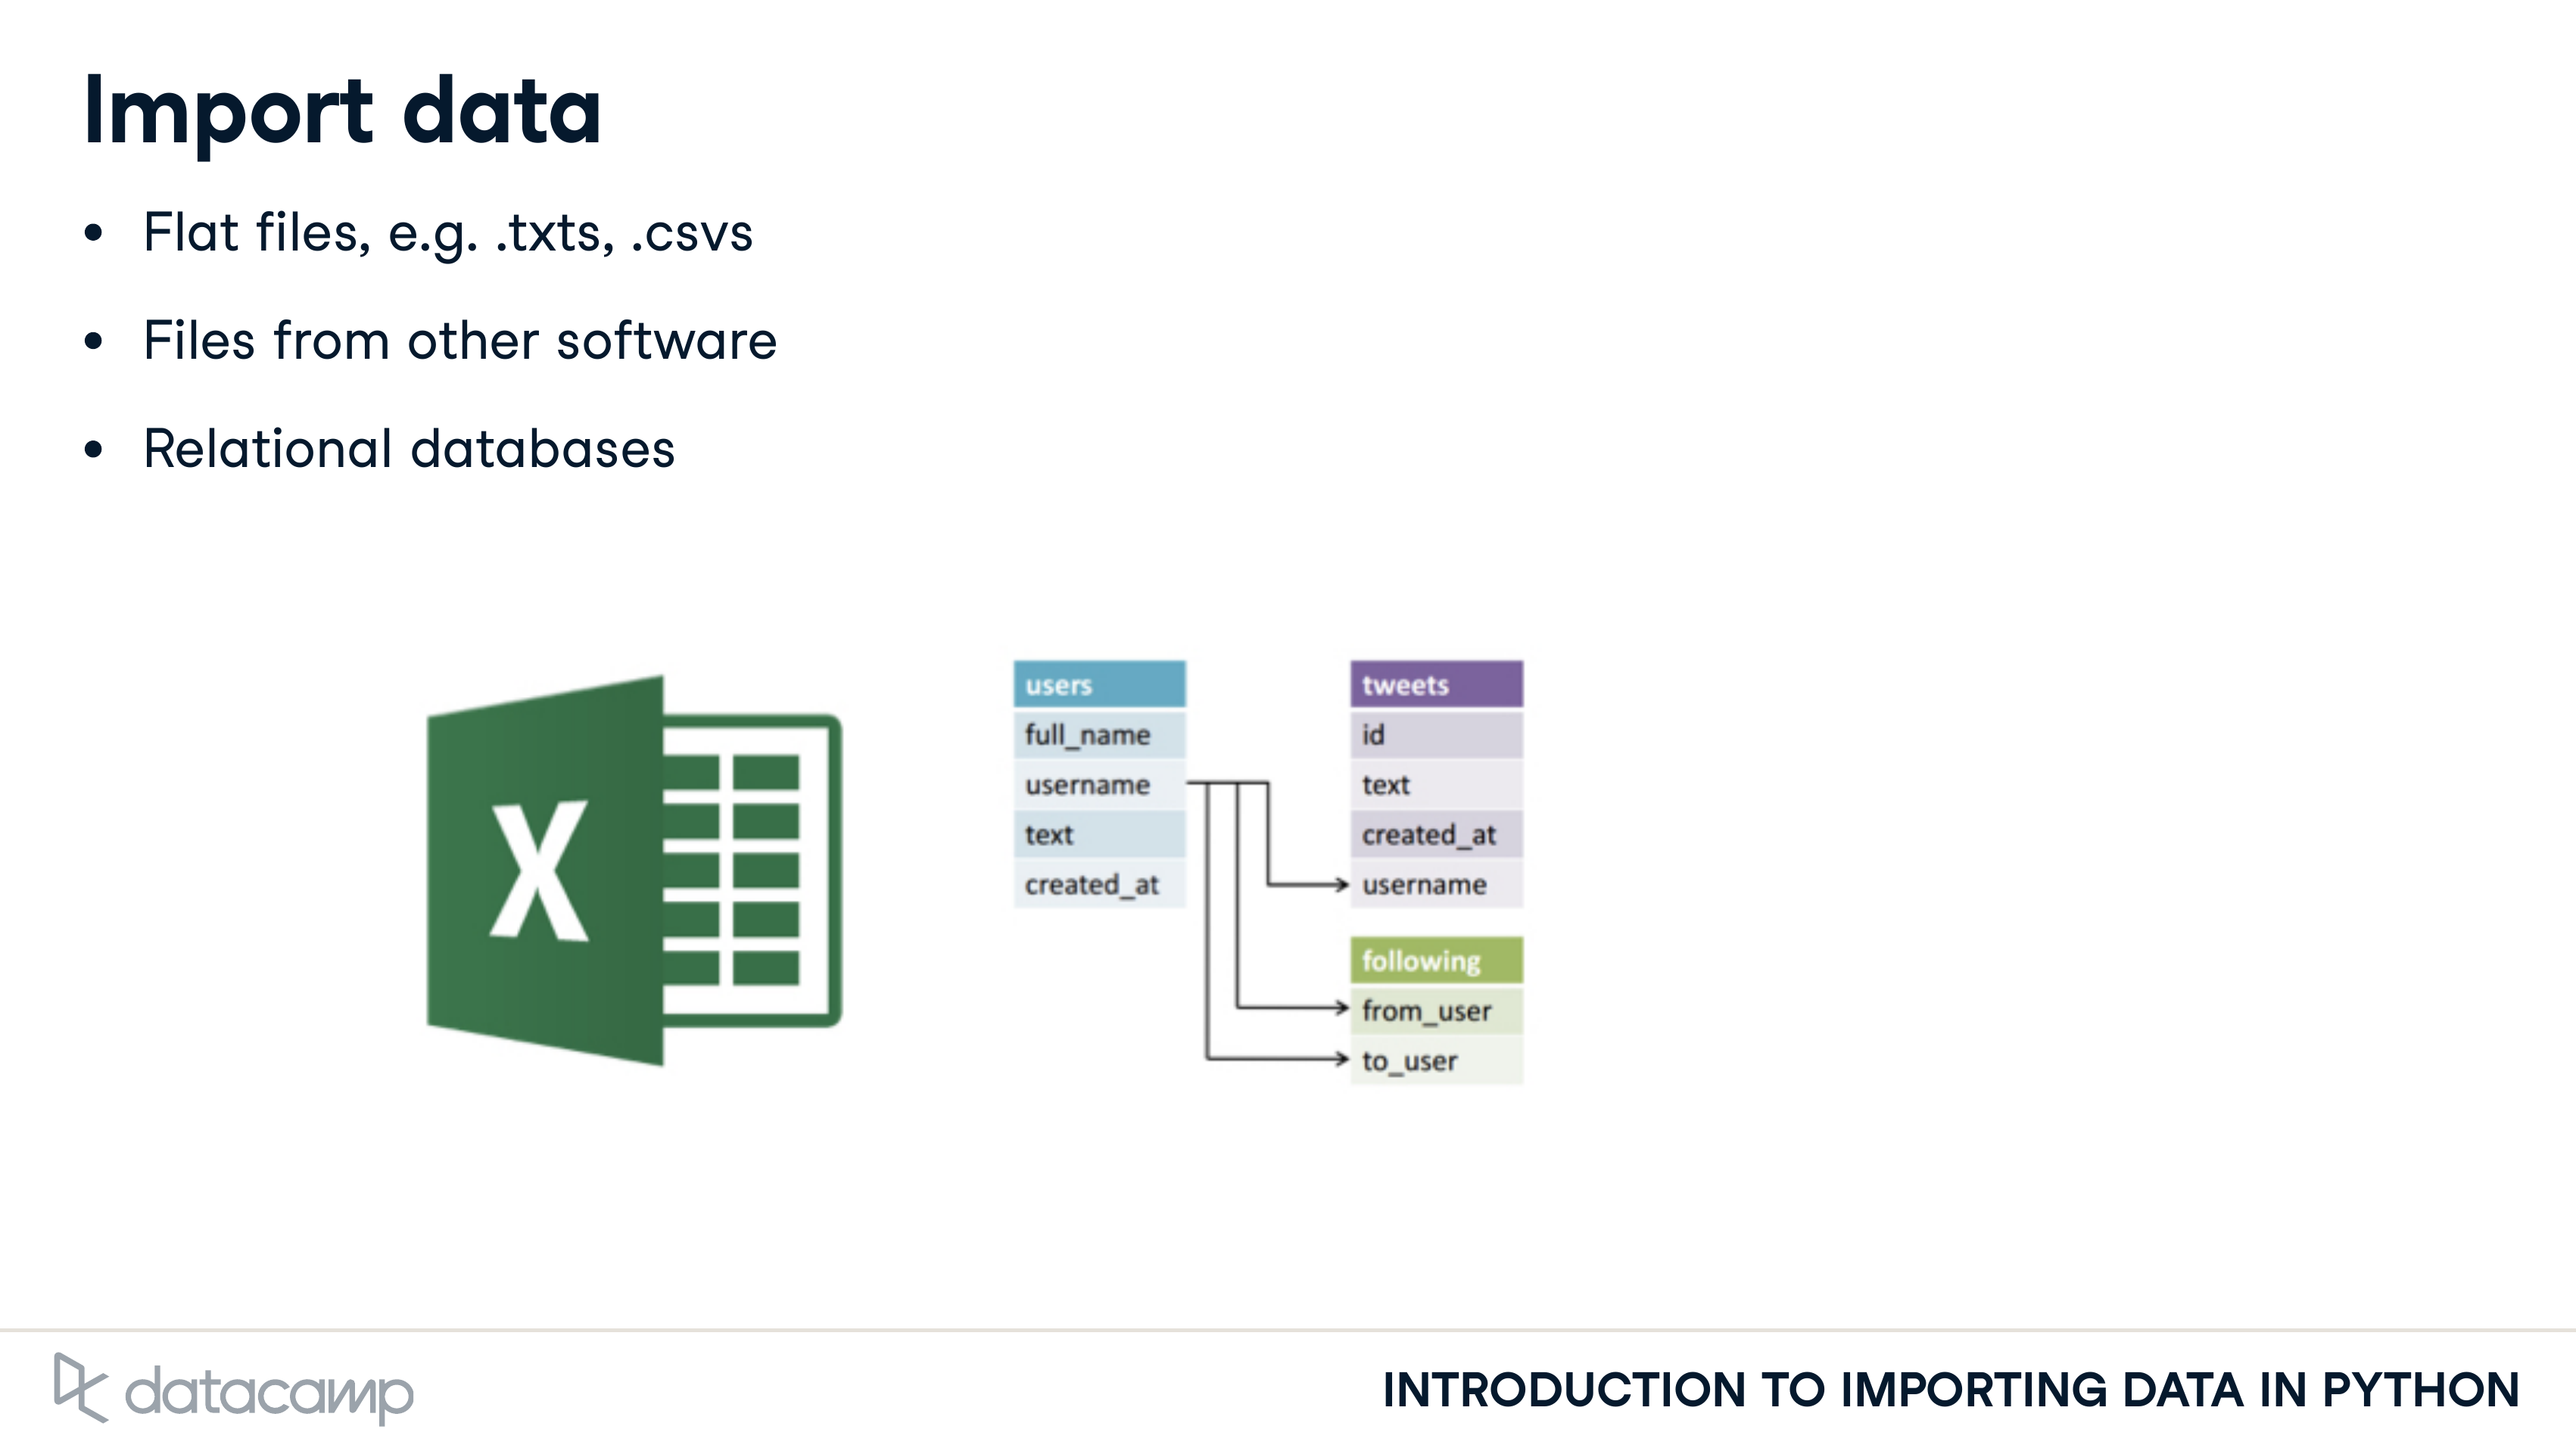 Import data
• Flat files, e.g. .txts, .csvs
• Files from other software
• Relational databases
X
users
full_name
username
text
created_at
tweets
id
text
created_at
username
following
from_user
to_user
datacamp
INTRODUCTION TO IMPORTING DATA IN PYTHON